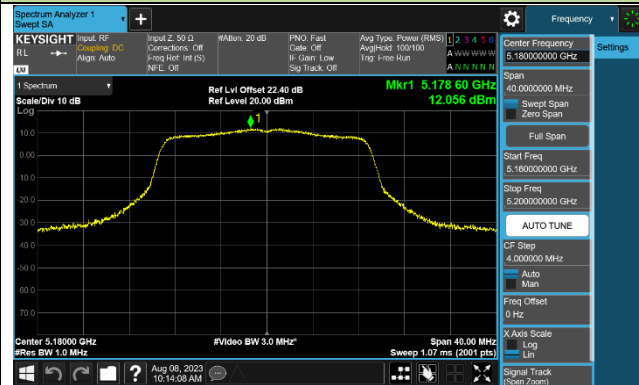 Spectrum Analyzer 1
Swept SA
Frequency
KEYSIGHT
RL
Input: RF
Coupling: DC
Align: Auto
Input Z: 50 Ω
Corrections: Off
Freq Ref: Int (S)
NFE: Off
#Atten: 20 dB
PNO: Fast
Gate: Off
IF Gain: Low
Sig Track: Off
Avg Type: Power (RMS)
Avg|Hold: 100/100
Trig: Free Run
1 2 3 4 5 6
A W W W W W
A N N N N N
1 Spectrum
Scale/Div 10 dB
Log
Ref Lvl Offset 22.40 dB
Ref Level 20.00 dBm
Mkr1 5.178 60 GHz
12.056 dBm
1
10.0
0.00
-10.0
-20.0
-30.0
-40.0
-50.0
-60.0
-70.0
Center 5.18000 GHz
#Res BW 1.0 MHz
#Video BW 3.0 MHz*
Span 40.00 MHz
Sweep 1.07 ms (2001 pts)
Aug 08, 2023
10:14:08 AM
Center Frequency
5.180000000 GHz
Settings
Span
40.0000000 MHz
Swept Span
Zero Span
Full Span
Start Freq
5.160000000 GHz
Stop Freq
5.200000000 GHz
AUTO TUNE
CF Step
4.000000 MHz
Auto
Man
Freq Offset
0 Hz
X Axis Scale
Log
Lin
Signal Track
(Span Zoom)